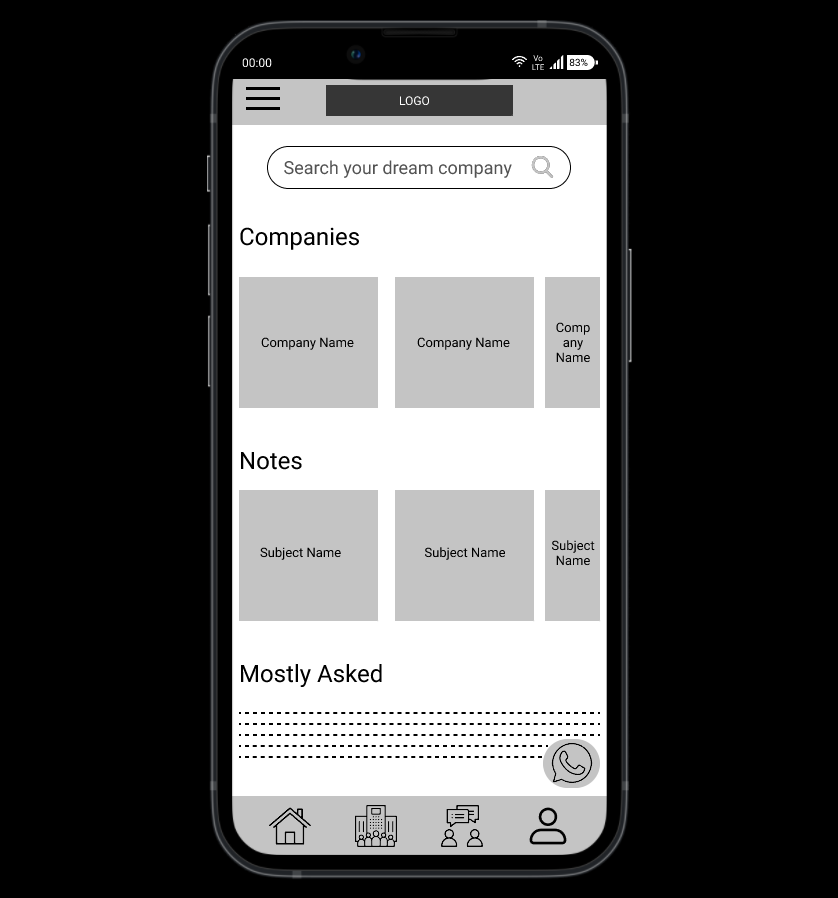 00:00
Vo
LTE
83%
LOGO
Search your dream company
Companies
Company Name
Company Name
Comp
any
Name
Notes
Subject Name
Subject Name
Subject
Name
Mostly Asked